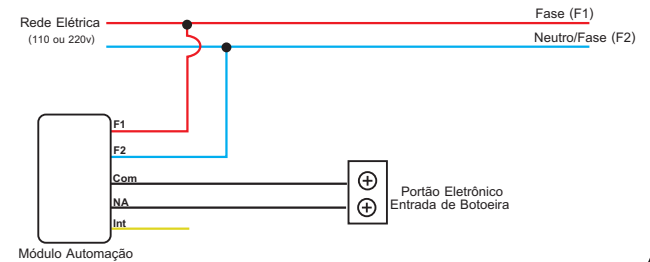 Rede Elétrica
(110 ou 220v)
Fase (F1)
Neutro/Fase (F2)
F1
F2
Com
NA
Int
Portão Eletrônico
Entrada de Botoeira
Módulo Automação